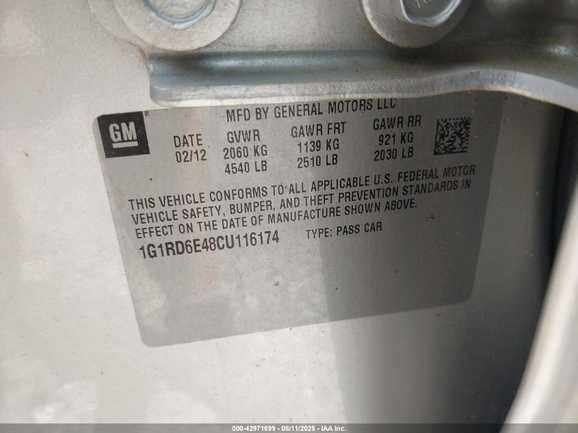 MFD BY GENERAL MOTORS LLC
GM
DATE GVWR GAWR FRT GAWR RR
02/12 2060 KG 1139 KG 921 KG
4540 LB 2510 LB 2030 LB
THIS VEHICLE CONFORMS TO ALL APPLICABLE U.S. FEDERAL MOTOR
VEHICLE SAFETY, BUMPER, AND THEFT PREVENTION STANDARDS IN
EFFECT ON THE DATE OF MANUFACTURE SHOWN ABOVE.
1G1RD6E48CU116174 TYPE: PASS CAR
000-42971699 - 08/11/2025 - IAA Inc.